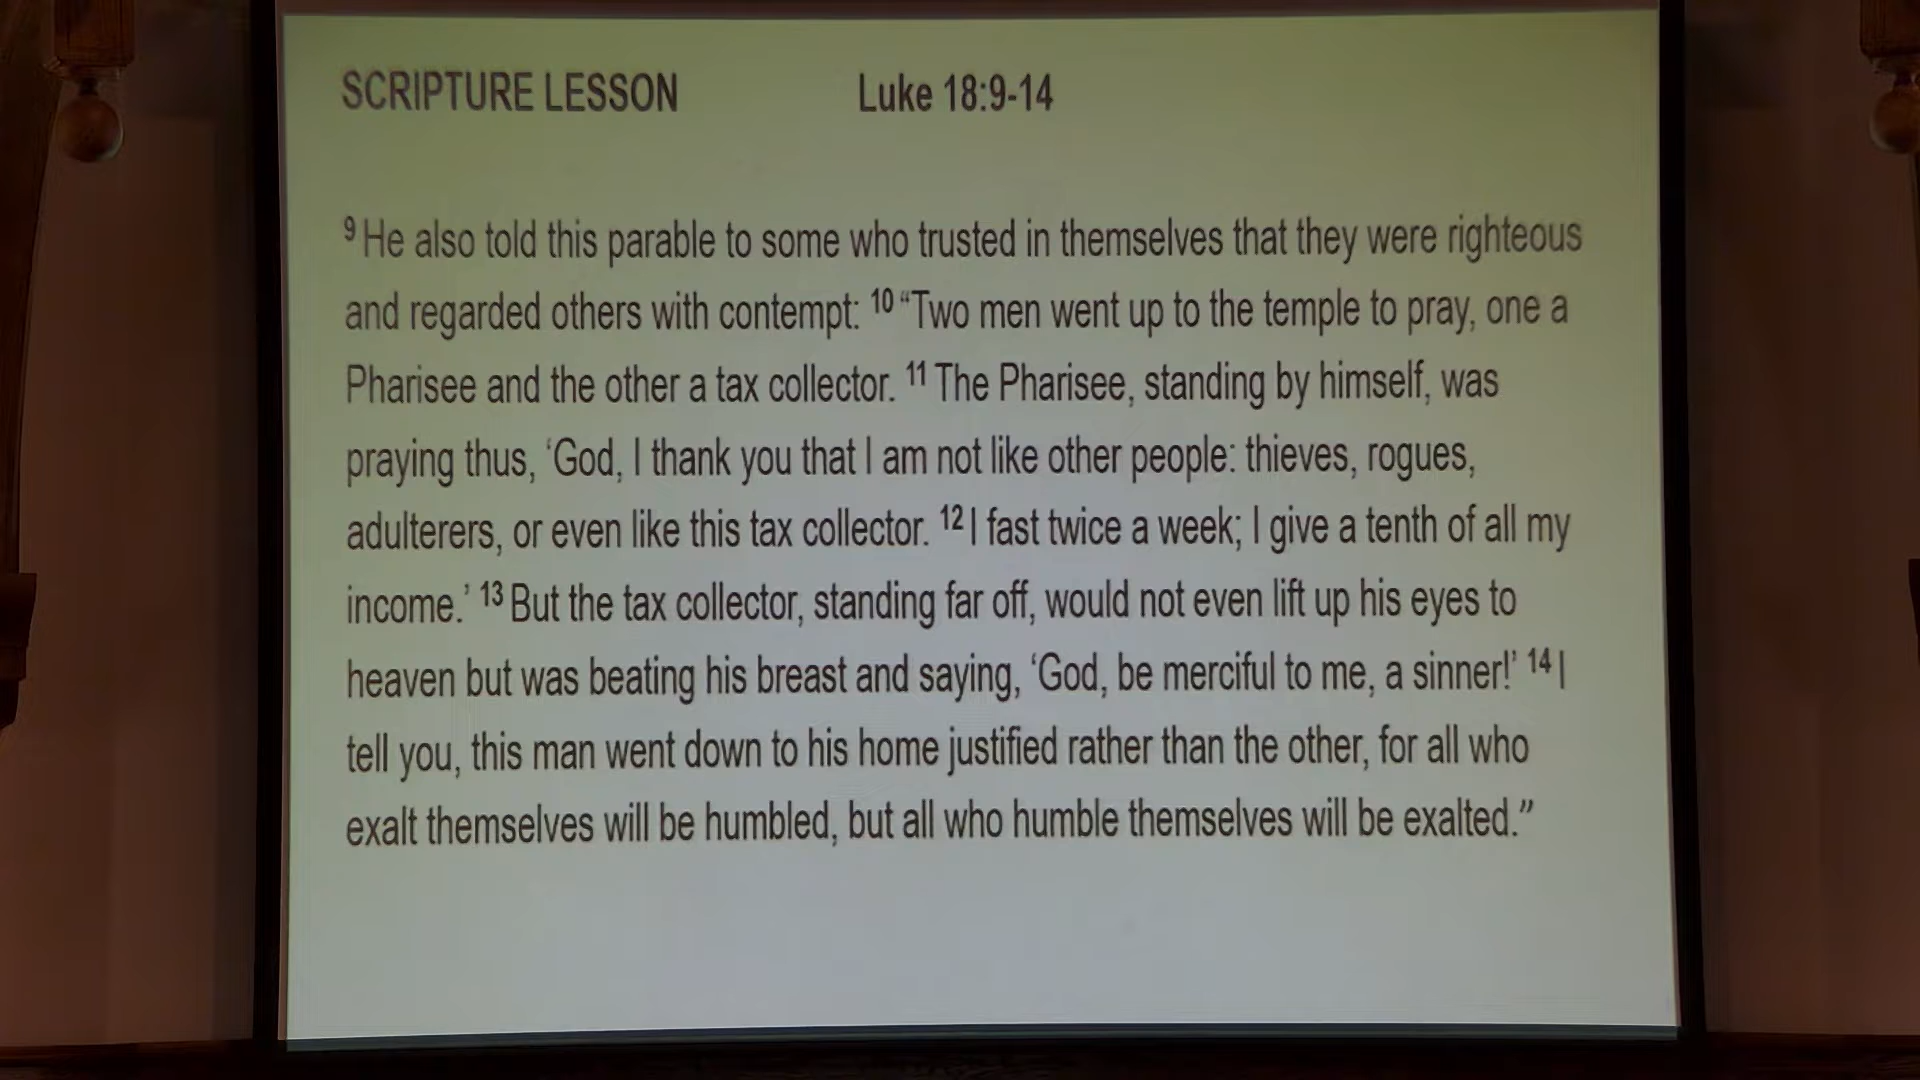 SCRIPTURE LESSON Luke 18:9-14
9 He also told this parable to some who trusted in themselves that they were righteous
and regarded others with contempt: 10 “Two men went up to the temple to pray, one a
Pharisee and the other a tax collector. 11 The Pharisee, standing by himself, was
praying thus, ‘God, I thank you that I am not like other people: thieves, rogues,
adulterers, or even like this tax collector. 12 I fast twice a week; I give a tenth of all my
income.’ 13 But the tax collector, standing far off, would not even lift up his eyes to
heaven but was beating his breast and saying, ‘God, be merciful to me, a sinner!’ 14 I
tell you, this man went down to his home justified rather than the other, for all who
exalt themselves will be humbled, but all who humble themselves will be exalted.”